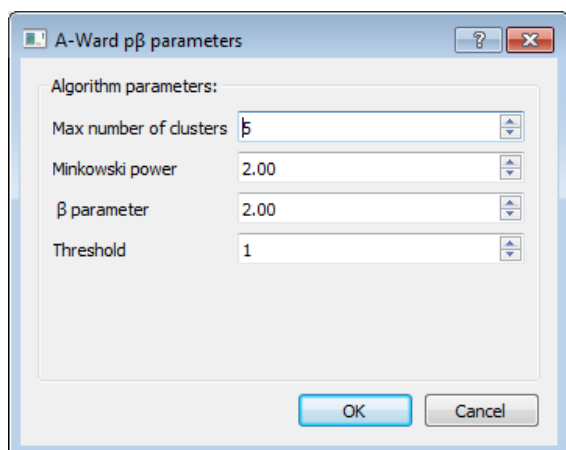 A-Ward pβ parameters
Algorithm parameters:
Max number of clusters 5
Minkowski power 2.00
β parameter 2.00
Threshold 1
OK Cancel